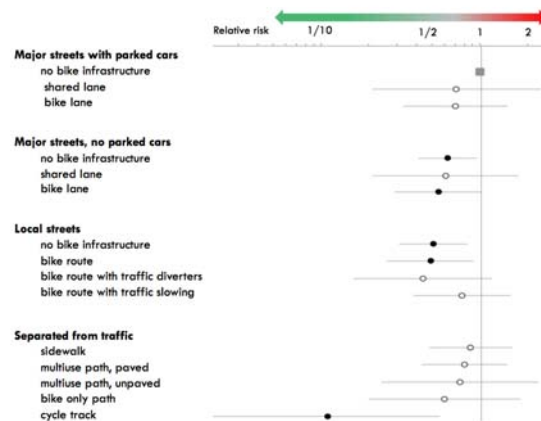 Relative risk 1/10 1/2 1 2
Major streets with parked cars
no bike infrastructure
shared lane
bike lane
Major streets, no parked cars
no bike infrastructure
shared lane
bike lane
Local streets
no bike infrastructure
bike route
bike route with traffic diverters
bike route with traffic slowing
Separated from traffic
sidewalk
multiuse path, paved
multiuse path, unpaved
bike only path
cycle track